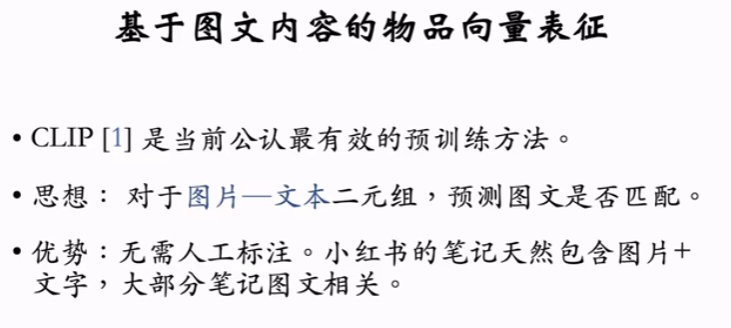 基于图文内容的物品向量表征
• CLIP [1] 是当前公认最有效的预训练方法。
• 思想： 对于图片—文本二元组，预测图文是否匹配。
• 优势：无需人工标注。小红书的笔记天然包含图片+
文字，大部分笔记图文相关。